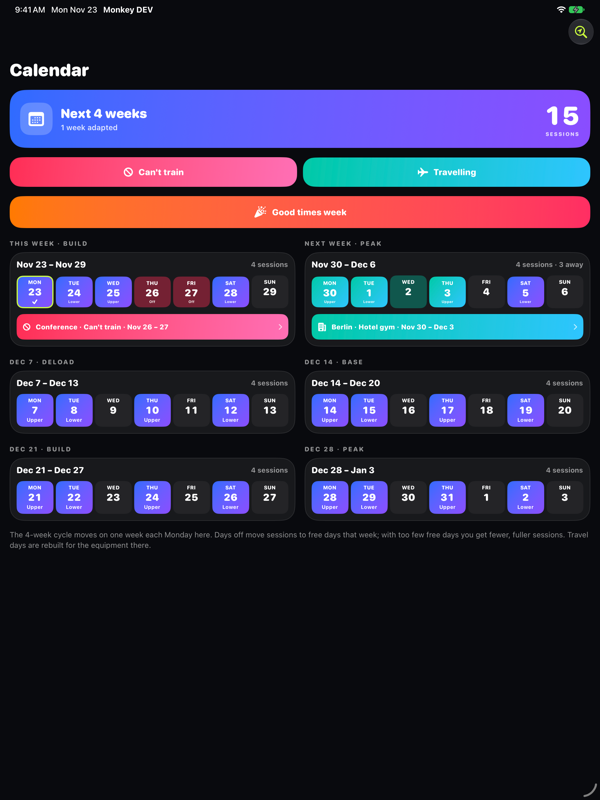 9:41 AM Mon Nov 23 Monkey DEV
Calendar
Next 4 weeks
1 week adapted
15
SESSIONS
Can't train
Travelling
Good times week
THIS WEEK · BUILD
Nov 23 – Nov 29
4 sessions
MON TUE WED THU FRI SAT SUN
23 24 25 26 27 28 29
Lower Upper Off Off Lower
Conference · Can't train · Nov 26 – 27
NEXT WEEK · PEAK
Nov 30 – Dec 6
4 sessions · 3 away
MON TUE WED THU FRI SAT SUN
30 1 2 3 4 5 6
Upper Lower Upper Lower
Berlin · Hotel gym · Nov 30 – Dec 3
DEC 7 · DELOAD
Dec 7 – Dec 13
4 sessions
MON TUE WED THU FRI SAT SUN
7 8 9 10 11 12 13
Upper Lower Upper Lower
DEC 14 · BASE
Dec 14 – Dec 20
4 sessions
MON TUE WED THU FRI SAT SUN
14 15 16 17 18 19 20
Upper Lower Upper Lower
DEC 21 · BUILD
Dec 21 – Dec 27
4 sessions
MON TUE WED THU FRI SAT SUN
21 22 23 24 25 26 27
Upper Lower Upper Lower
DEC 28 · PEAK
Dec 28 – Jan 3
4 sessions
MON TUE WED THU FRI SAT SUN
28 29 30 31 1 2 3
Upper Lower Upper Lower
The 4-week cycle moves on one week each Monday here. Days off move sessions to free days that week; with too few free days you get fewer, fuller sessions. Travel
days are rebuilt for the equipment there.